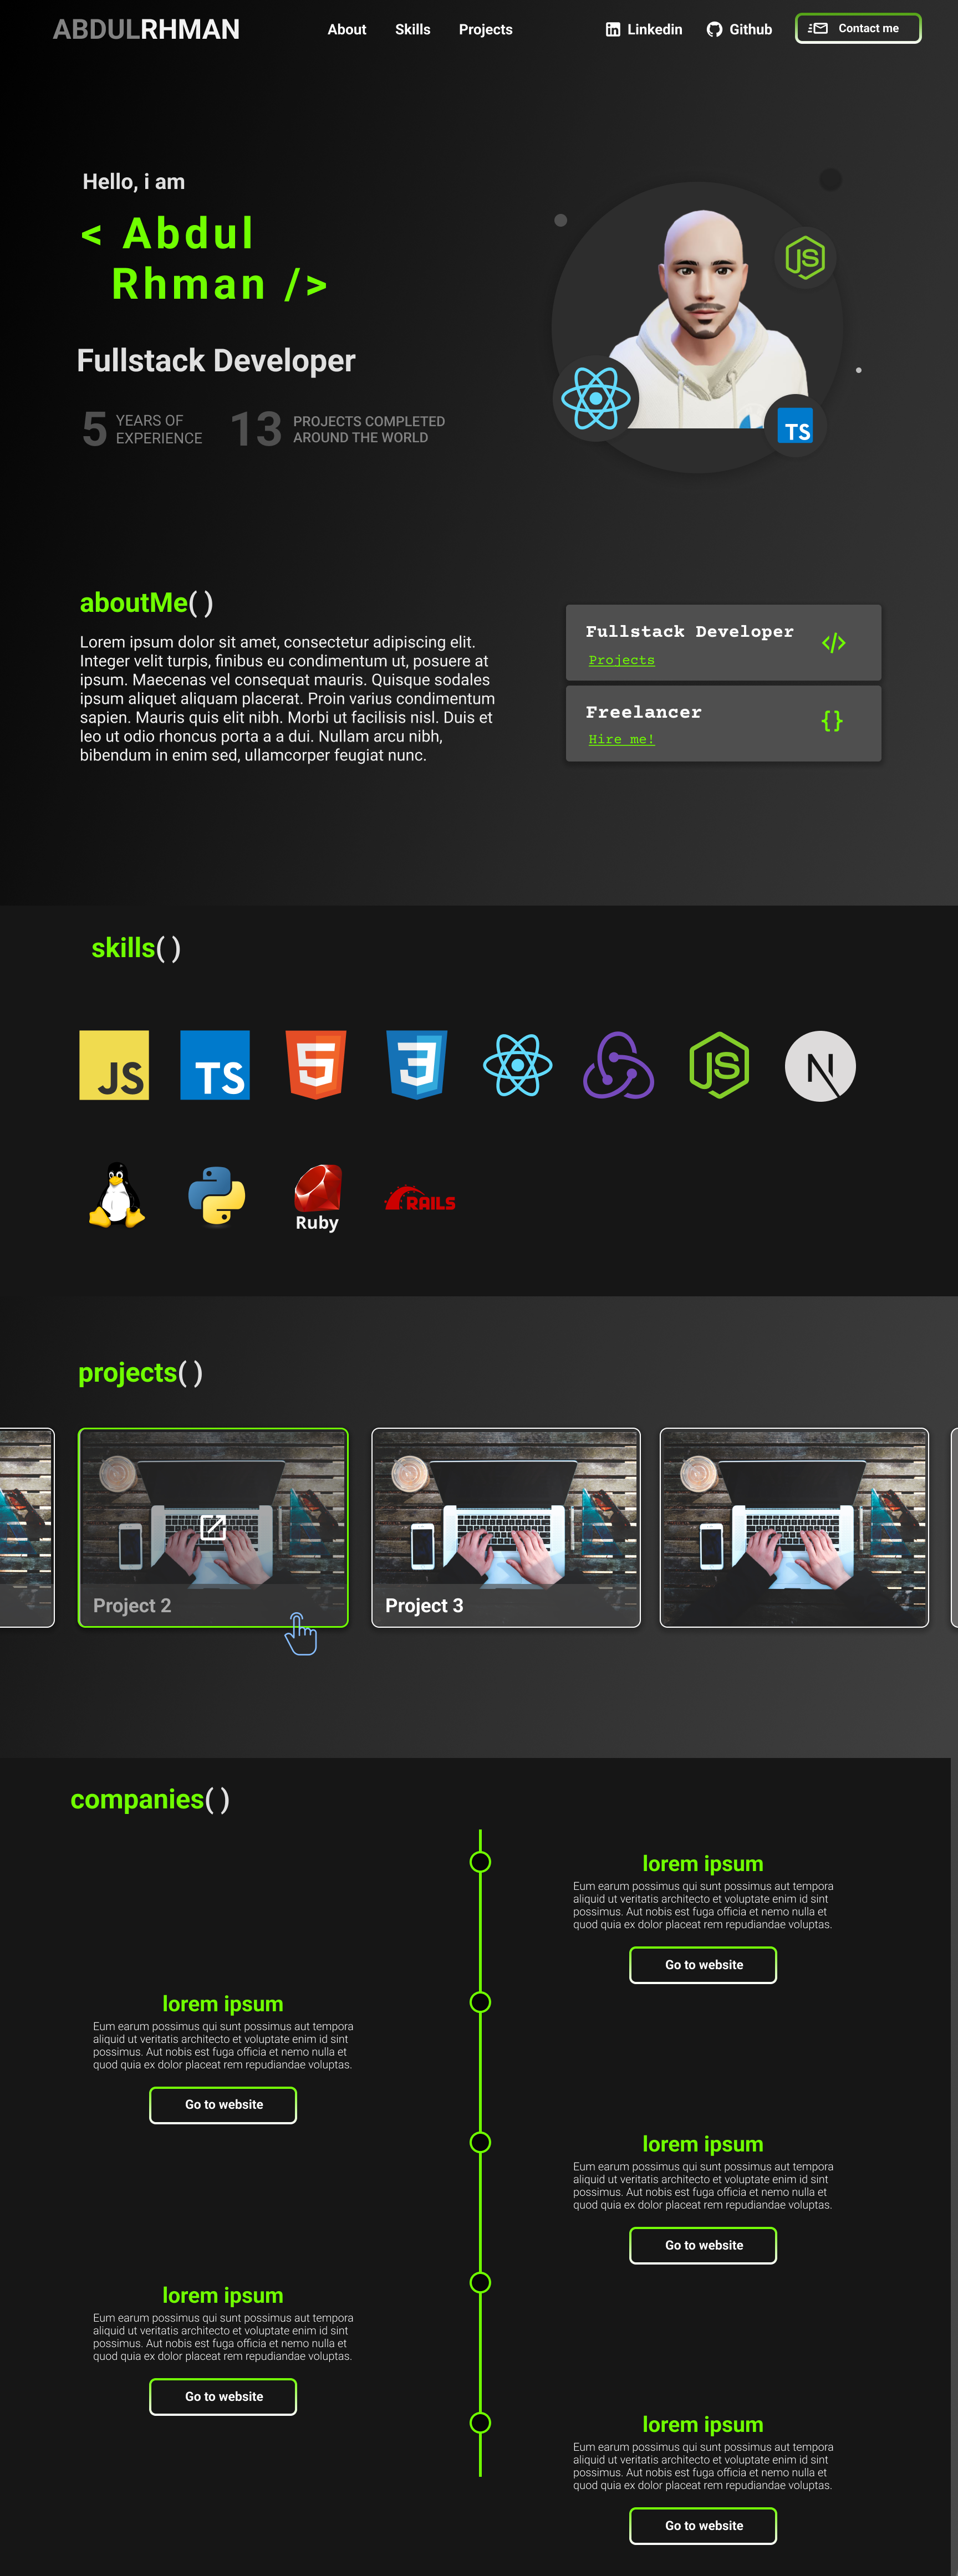 ABDULRHMAN
About
Skills
Projects
Linkedin
Github
Contact me
Hello, i am
< Abdul
Rhman />
Fullstack Developer
5
YEARS OF
EXPERIENCE
13
PROJECTS COMPLETED
AROUND THE WORLD
JS
TS
aboutMe( )
Lorem ipsum dolor sit amet, consectetur adipiscing elit.
Integer velit turpis, finibus eu condimentum ut, posuere at
ipsum. Maecenas vel consequat mauris. Quisque sodales
ipsum aliquet aliquam placerat. Proin varius condimentum
sapien. Mauris quis elit nibh. Morbi ut facilisis nisl. Duis et
leo ut odio rhoncus porta a a dui. Nullam arcu nibh,
bibendum in enim sed, ullamcorper feugiat nunc.
Fullstack Developer
Projects
</>
Freelancer
Hire me!
{}
skills( )
JS
TS
5
3
JS
N
Ruby
RAILS
projects( )
Project 2
Project 3
companies( )
lorem ipsum
Eum earum possimus qui sunt possimus aut tempora
aliquid ut veritatis architecto et voluptate enim id sint
possimus. Aut nobis est fuga officia et nemo nulla et
quod quia ex dolor placeat rem repudiandae voluptas.
Go to website
lorem ipsum
Eum earum possimus qui sunt possimus aut tempora
aliquid ut veritatis architecto et voluptate enim id sint
possimus. Aut nobis est fuga officia et nemo nulla et
quod quia ex dolor placeat rem repudiandae voluptas.
Go to website
lorem ipsum
Eum earum possimus qui sunt possimus aut tempora
aliquid ut veritatis architecto et voluptate enim id sint
possimus. Aut nobis est fuga officia et nemo nulla et
quod quia ex dolor placeat rem repudiandae voluptas.
Go to website
lorem ipsum
Eum earum possimus qui sunt possimus aut tempora
aliquid ut veritatis architecto et voluptate enim id sint
possimus. Aut nobis est fuga officia et nemo nulla et
quod quia ex dolor placeat rem repudiandae voluptas.
Go to website
lorem ipsum
Eum earum possimus qui sunt possimus aut tempora
aliquid ut veritatis architecto et voluptate enim id sint
possimus. Aut nobis est fuga officia et nemo nulla et
quod quia ex dolor placeat rem repudiandae voluptas.
Go to website